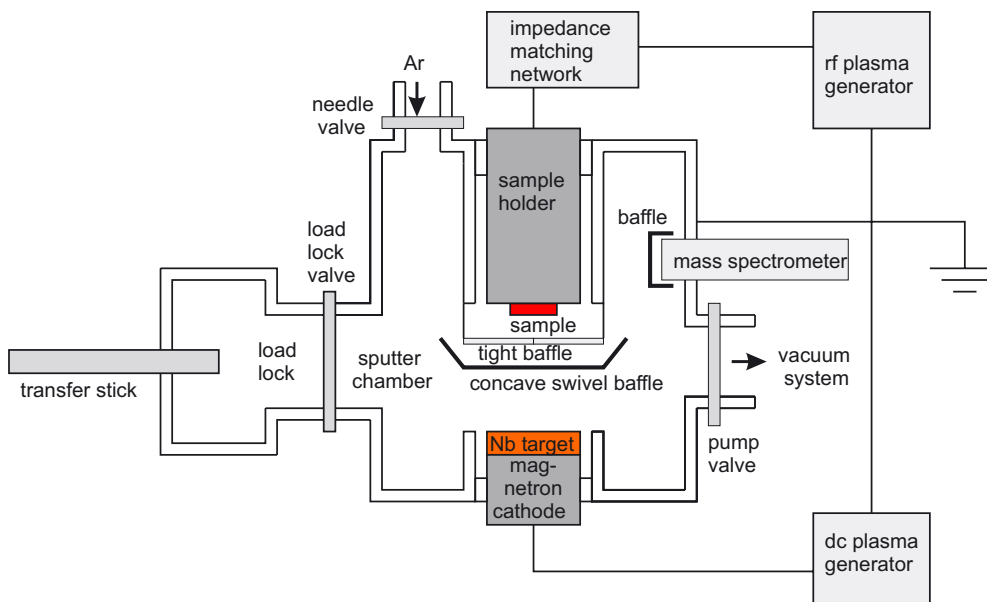 impedance
matching
network
rf plasma
generator
Ar
needle
valve
sample
holder
load
lock
valve
baffle
mass spectrometer
sample
tight baffle
concave swivel baffle
load
lock
sputter
chamber
transfer stick
vacuum
system
Nb target
mag-
netron
cathode
pump
valve
dc plasma
generator